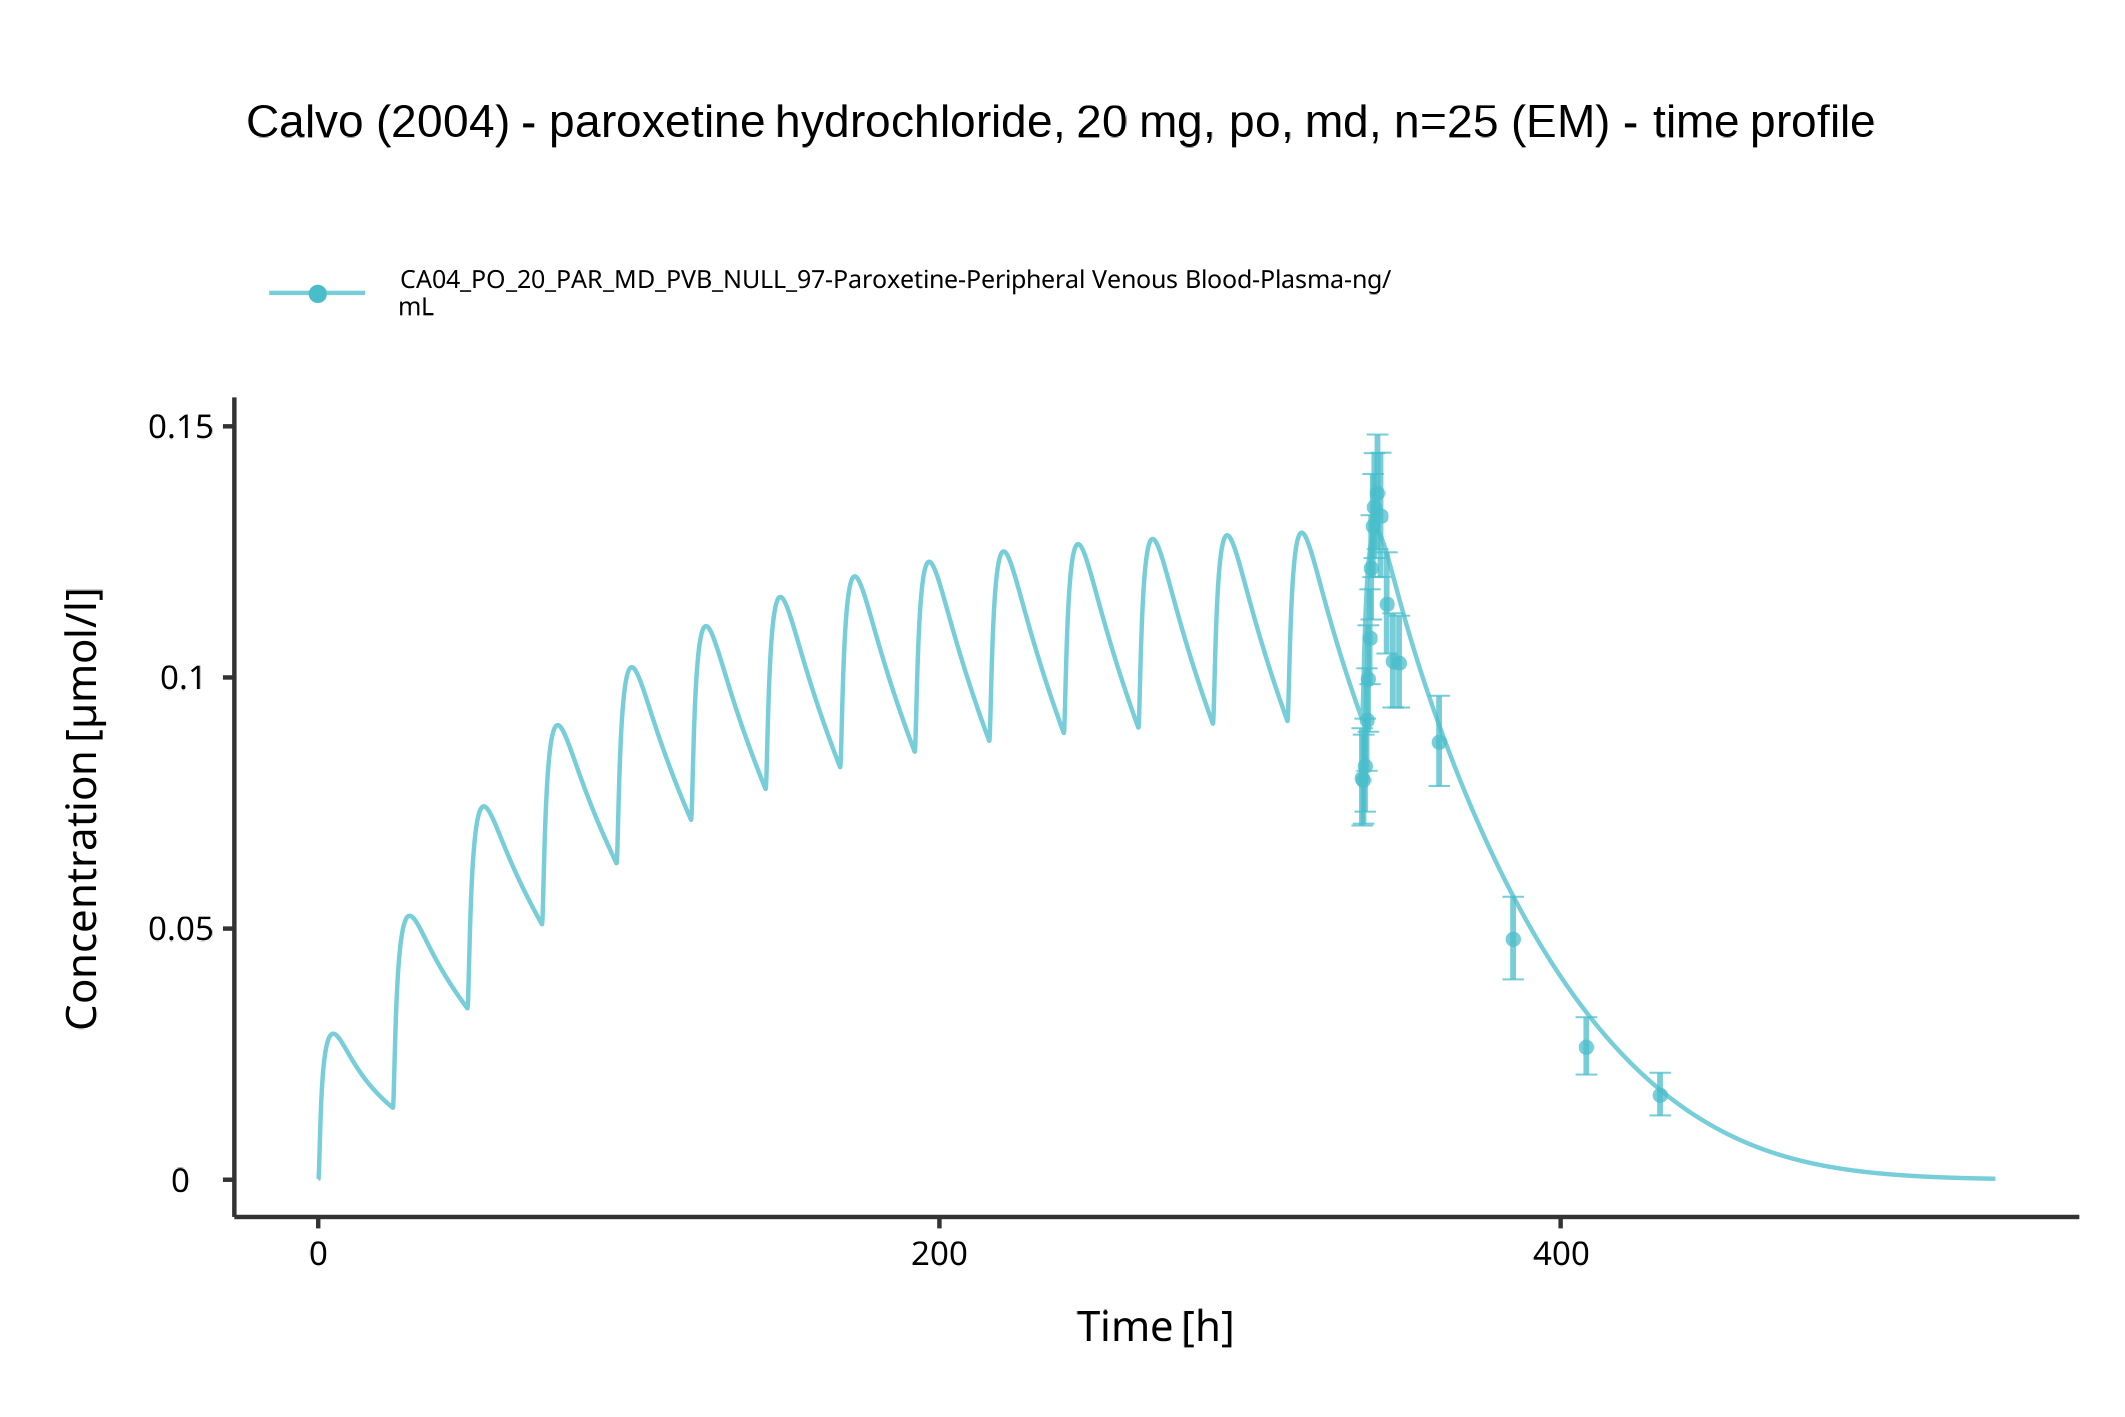 Calvo (2004) - paroxetine hydrochloride, 20 mg, po, md, n=25 (EM) - time profile
CA04_PO_20_PAR_MD_PVB_NULL_97-Paroxetine-Peripheral Venous Blood-Plasma-ng/
mL
Concentration [µmol/l]
0.15
0.1
0.05
0
0
200
400
Time [h]